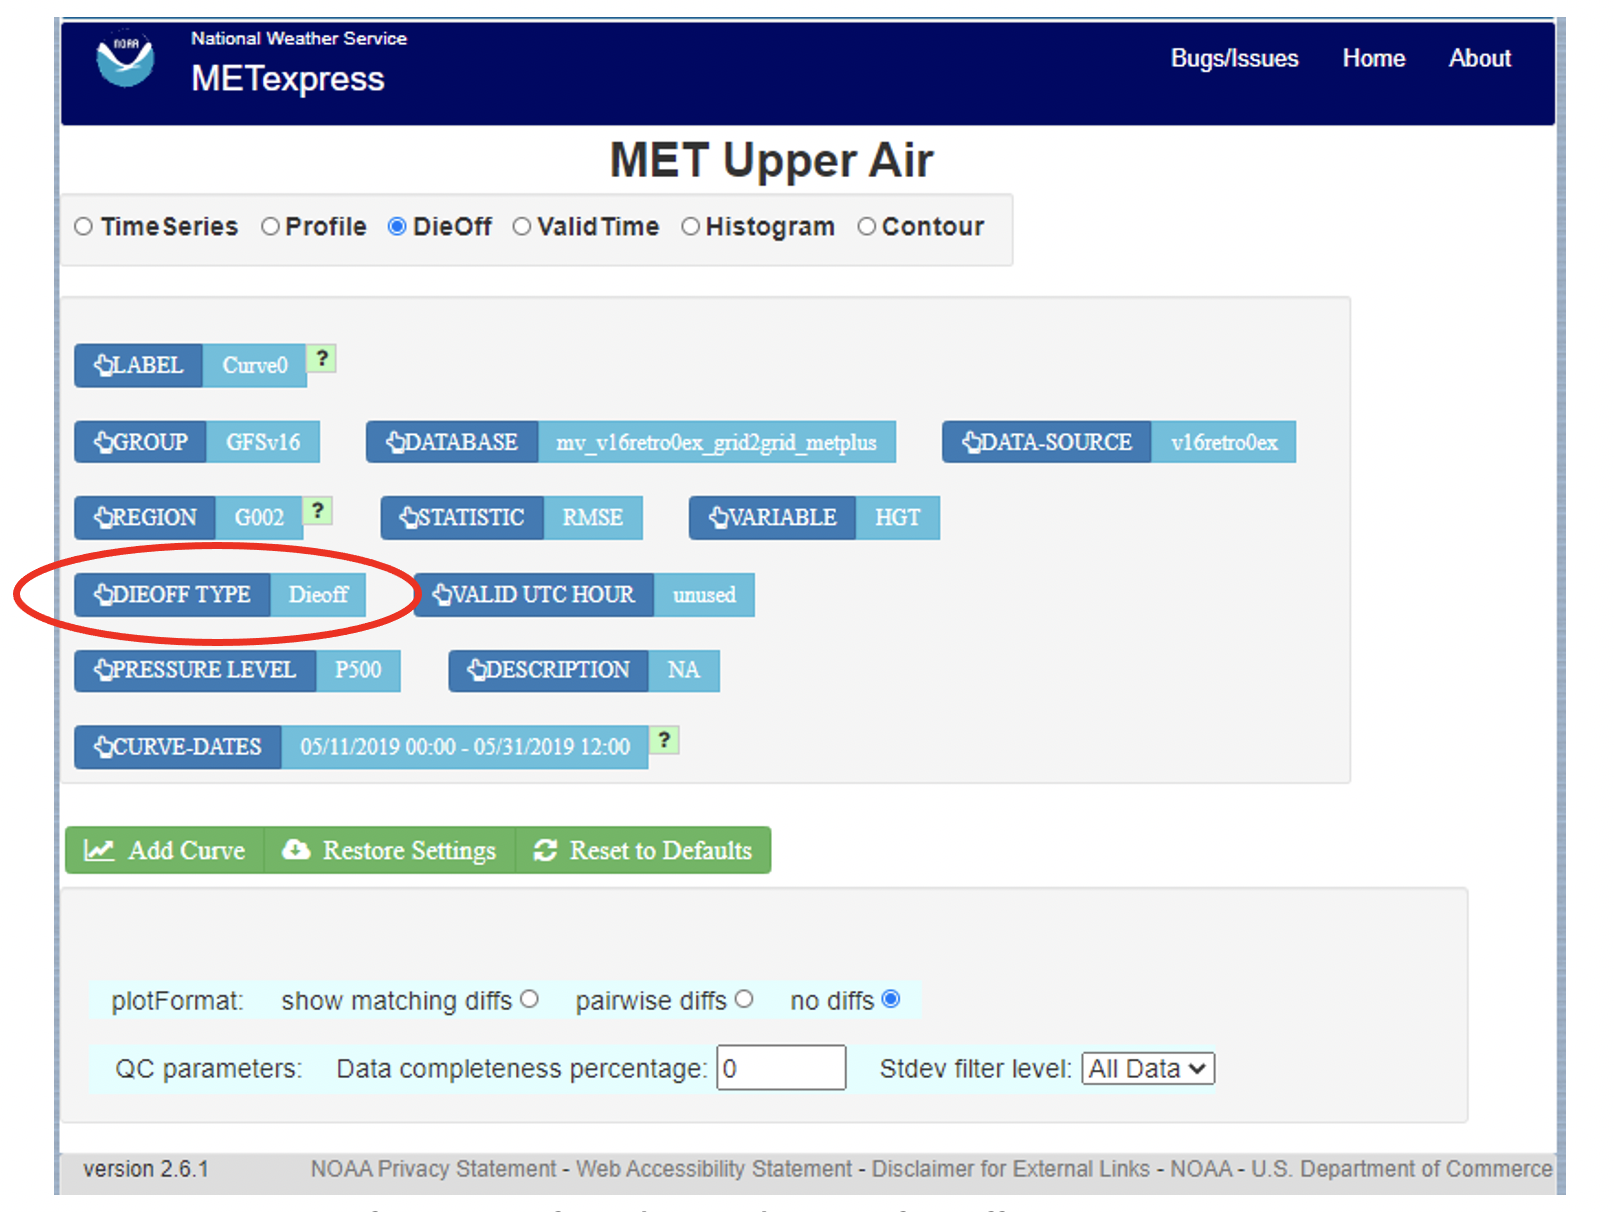 NOAA
National Weather Service
METexpress
Bugs/Issues Home About
MET Upper Air
TimeSeries Profile DieOff ValidTime Histogram Contour
LABEL Curve0 ?
GROUP GFSv16 DATABASE mv_v16retro0ex_grid2grid_metplus DATA-SOURCE v16retro0ex
REGION G002 ? STATISTIC RMSE VARIABLE HGT
DIEOFF TYPE Dieoff VALID UTC HOUR unused
PRESSURE LEVEL P500 DESCRIPTION NA
CURVE-DATES 05/11/2019 00:00 - 05/31/2019 12:00 ?
Add Curve Restore Settings Reset to Defaults
plotFormat: show matching diffs pairwise diffs no diffs
QC parameters: Data completeness percentage: 0 Stdev filter level: All Data
version 2.6.1 NOAA Privacy Statement - Web Accessibility Statement - Disclaimer for External Links - NOAA - U.S. Department of Commerce